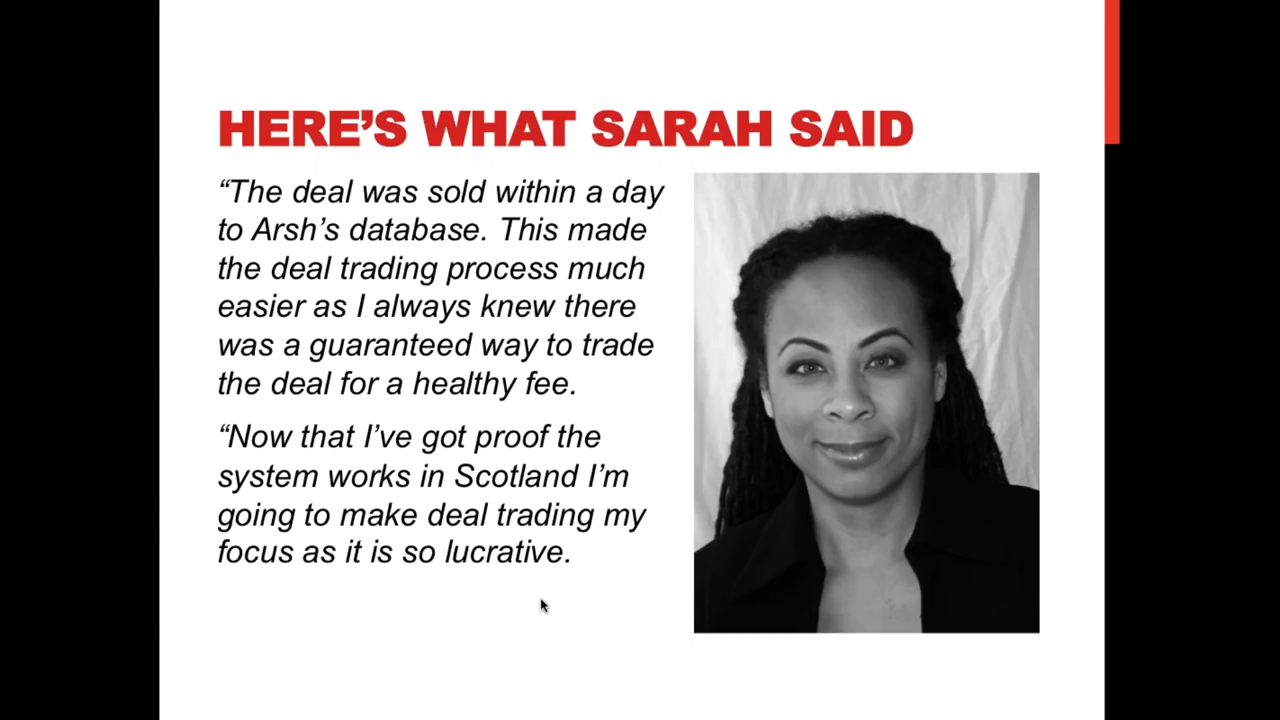 HERE’S WHAT SARAH SAID
“The deal was sold within a day
to Arsh’s database. This made
the deal trading process much
easier as I always knew there
was a guaranteed way to trade
the deal for a healthy fee.
“Now that I’ve got proof the
system works in Scotland I’m
going to make deal trading my
focus as it is so lucrative.